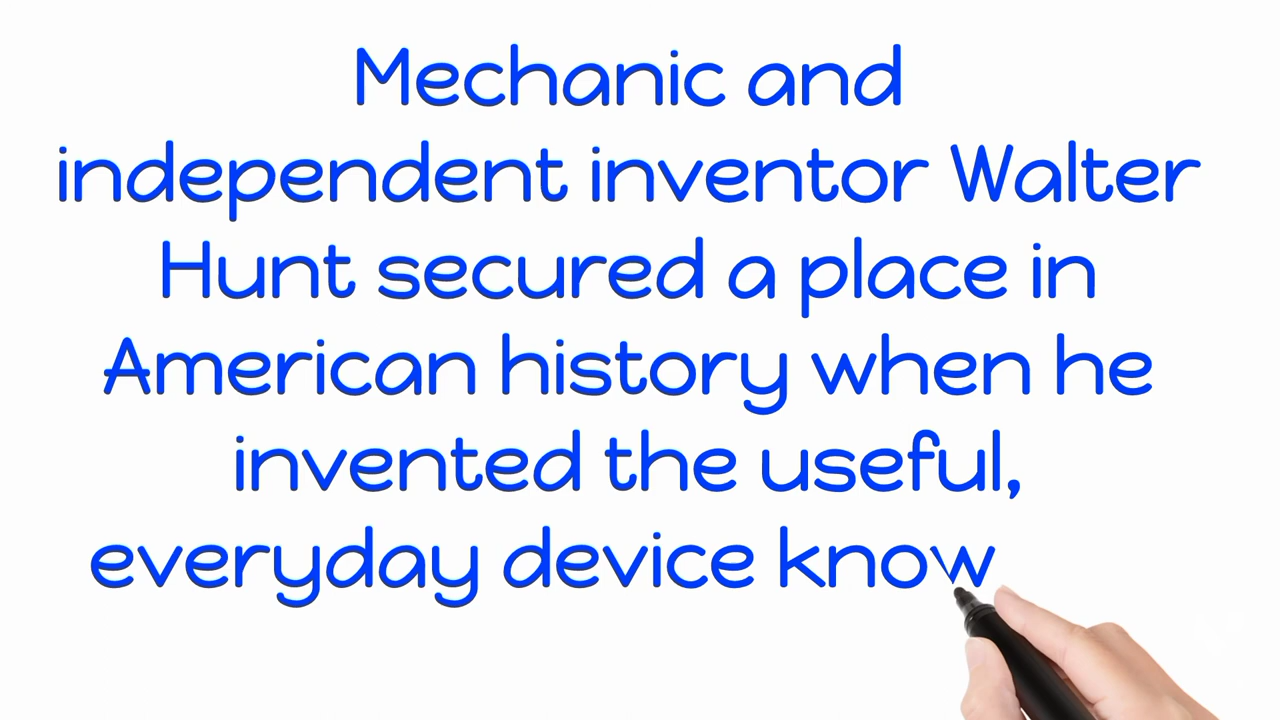 Mechanic and
independent inventor Walter
Hunt secured a place in
American history when he
invented the useful,
everyday device know